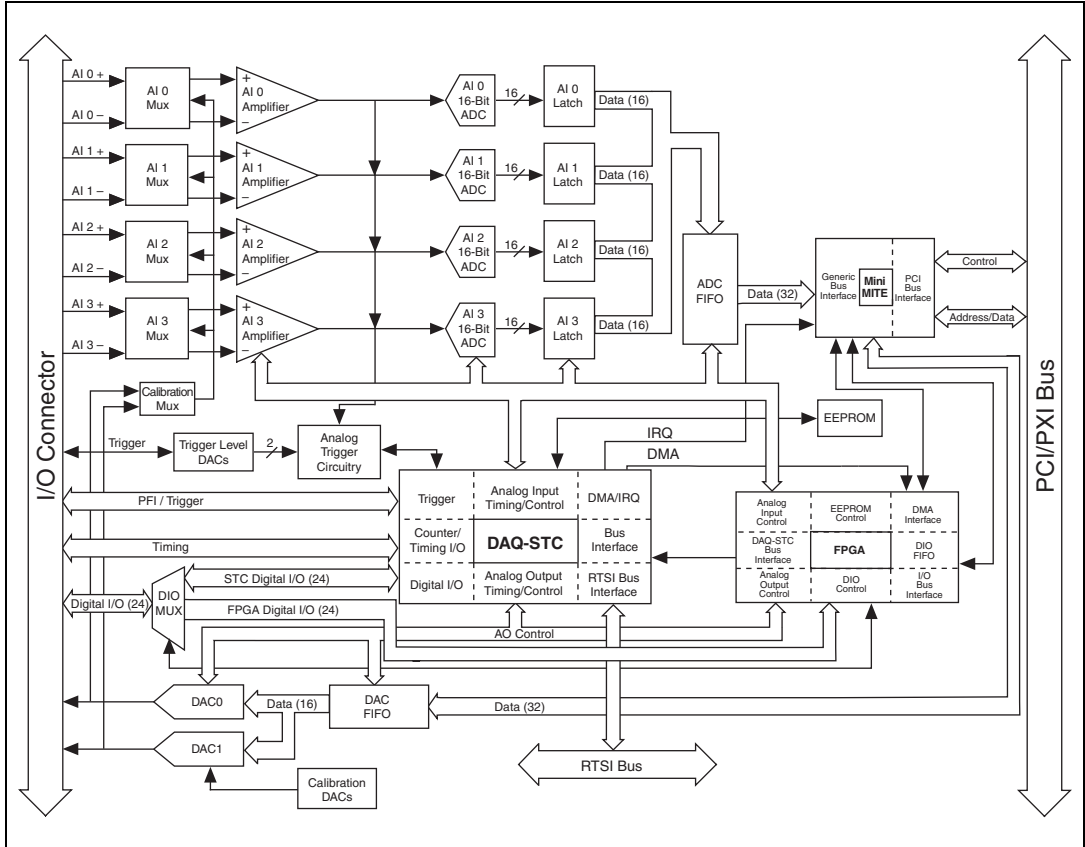 I/O Connector
AI 0 +
AI 0 –
AI 0
Mux
+
AI 0
Amplifier
–
AI 0
16-Bit
ADC
16
AI 0
Latch
Data (16)
AI 1 +
AI 1 –
AI 1
Mux
+
AI 1
Amplifier
–
AI 1
16-Bit
ADC
16
AI 1
Latch
Data (16)
AI 2 +
AI 2 –
AI 2
Mux
+
AI 2
Amplifier
–
AI 2
16-Bit
ADC
16
AI 2
Latch
Data (16)
AI 3 +
AI 3 –
AI 3
Mux
+
AI 3
Amplifier
–
AI 3
16-Bit
ADC
16
AI 3
Latch
Data (16)
ADC
FIFO
Data (32)
Generic
Bus
Interface
Mini
MITE
PCI
Bus
Interface
Control
Address/Data
PCI/PXI Bus
Calibration
Mux
Trigger
Trigger Level
DACs
2
Analog
Trigger
Circuitry
EEPROM
IRQ
DMA
PFI / Trigger
Timing
STC Digital I/O (24)
Digital I/O (24)
DIO
MUX
FPGA Digital I/O (24)
Trigger
Analog Input
Timing/Control
DMA/IRQ
Counter/
Timing I/O
DAQ-STC
Bus
Interface
Digital I/O
Analog Output
Timing/Control
RTSI Bus
Interface
Analog
Input
Control
EEPROM
Control
DMA
Interface
DAQ-STC
Bus
Interface
FPGA
DIO
FIFO
Analog
Output
Control
DIO
Control
I/O
Bus
Interface
AO Control
DAC0
Data (16)
DAC
FIFO
Data (32)
DAC1
Calibration
DACs
RTSI Bus